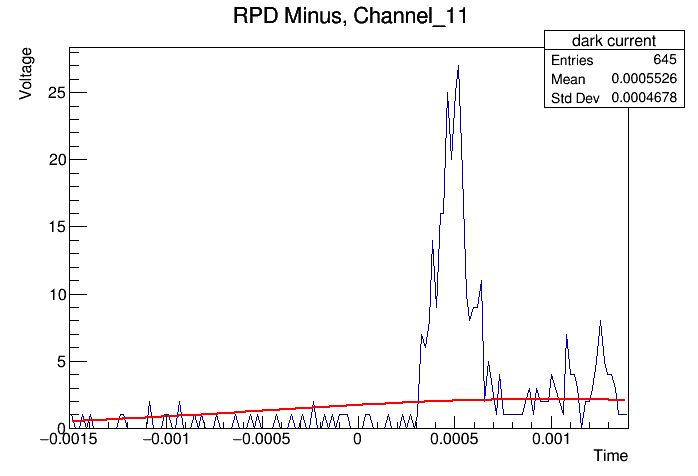 RPD Minus, Channel_11
dark current
Entries 645
Mean 0.0005526
Std Dev 0.0004678
Voltage
25
20
15
10
5
0
−0.0015 −0.001 −0.0005 0 0.0005 0.001
Time